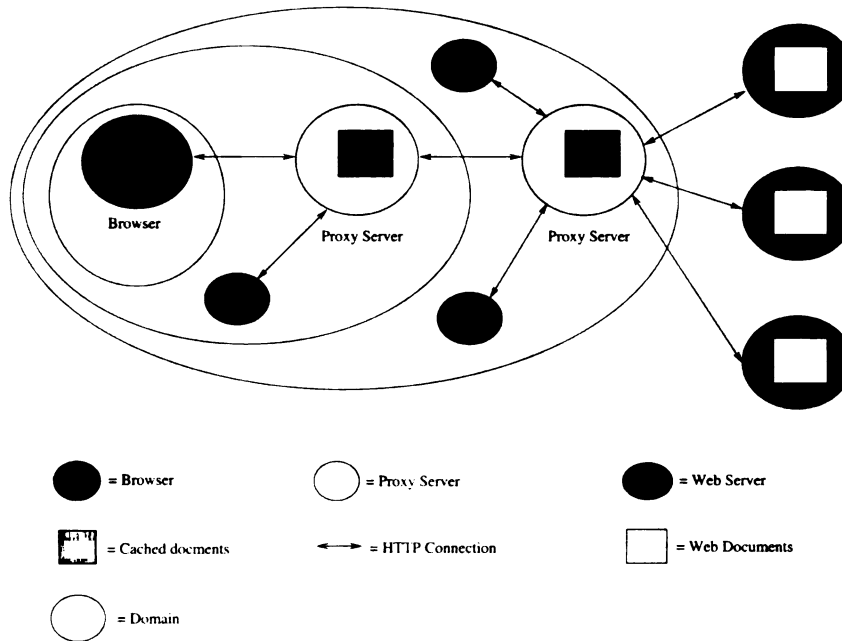 Browser
Proxy Server
Proxy Server
= Browser
= Proxy Server
= Web Server
= Cached docments
= HTTP Connection
= Web Documents
= Domain